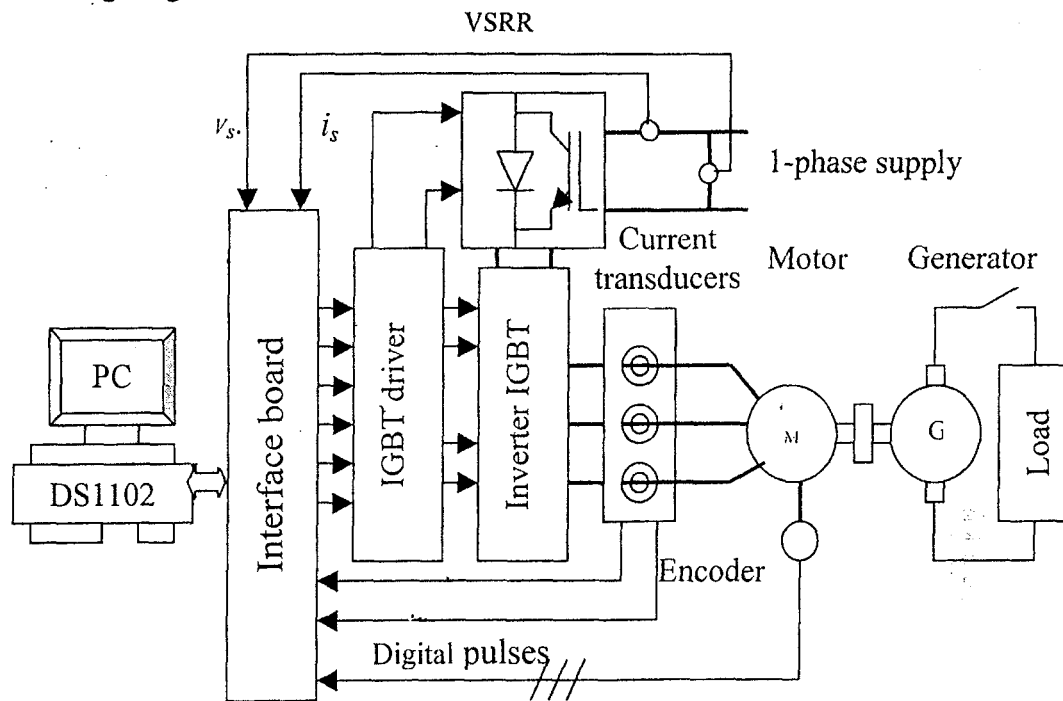 VSRR
vs.
is
1-phase supply
Current
transducers
Motor
Generator
PC
DS1102
Interface board
IGBT driver
Inverter IGBT
M
G
Load
Encoder
Digital pulses